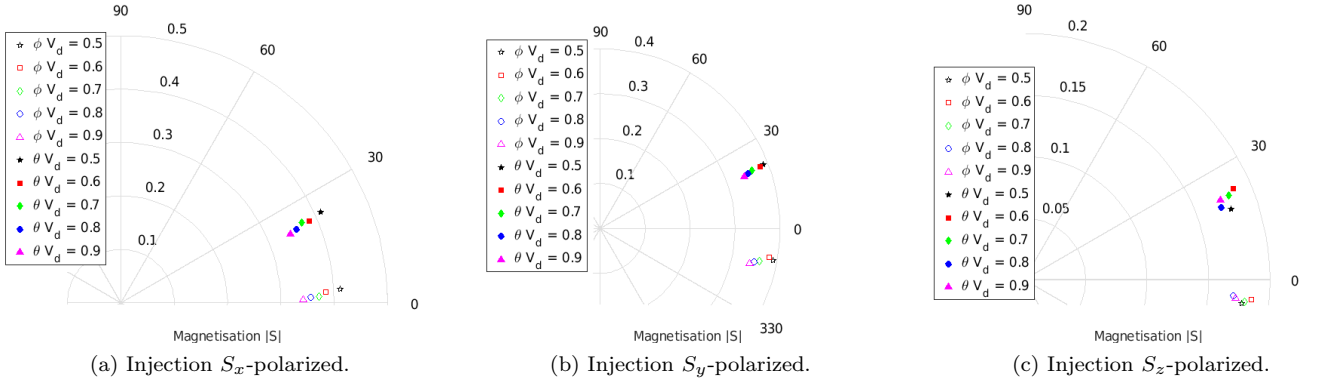 90
0.5
60
0.4
0.3
30
0.2
0.1
0
ϕ V_d = 0.5
ϕ V_d = 0.6
ϕ V_d = 0.7
ϕ V_d = 0.8
ϕ V_d = 0.9
θ V_d = 0.5
θ V_d = 0.6
θ V_d = 0.7
θ V_d = 0.8
θ V_d = 0.9
Magnetisation |S|
(a) Injection S_x-polarized.
90
0.4
60
0.3
30
0.2
0.1
0
330
ϕ V_d = 0.5
ϕ V_d = 0.6
ϕ V_d = 0.7
ϕ V_d = 0.8
ϕ V_d = 0.9
θ V_d = 0.5
θ V_d = 0.6
θ V_d = 0.7
θ V_d = 0.8
θ V_d = 0.9
Magnetisation |S|
(b) Injection S_y-polarized.
90
0.2
60
0.15
30
0.1
0.05
0
ϕ V_d = 0.5
ϕ V_d = 0.6
ϕ V_d = 0.7
ϕ V_d = 0.8
ϕ V_d = 0.9
θ V_d = 0.5
θ V_d = 0.6
θ V_d = 0.7
θ V_d = 0.8
θ V_d = 0.9
Magnetisation |S|
(c) Injection S_z-polarized.